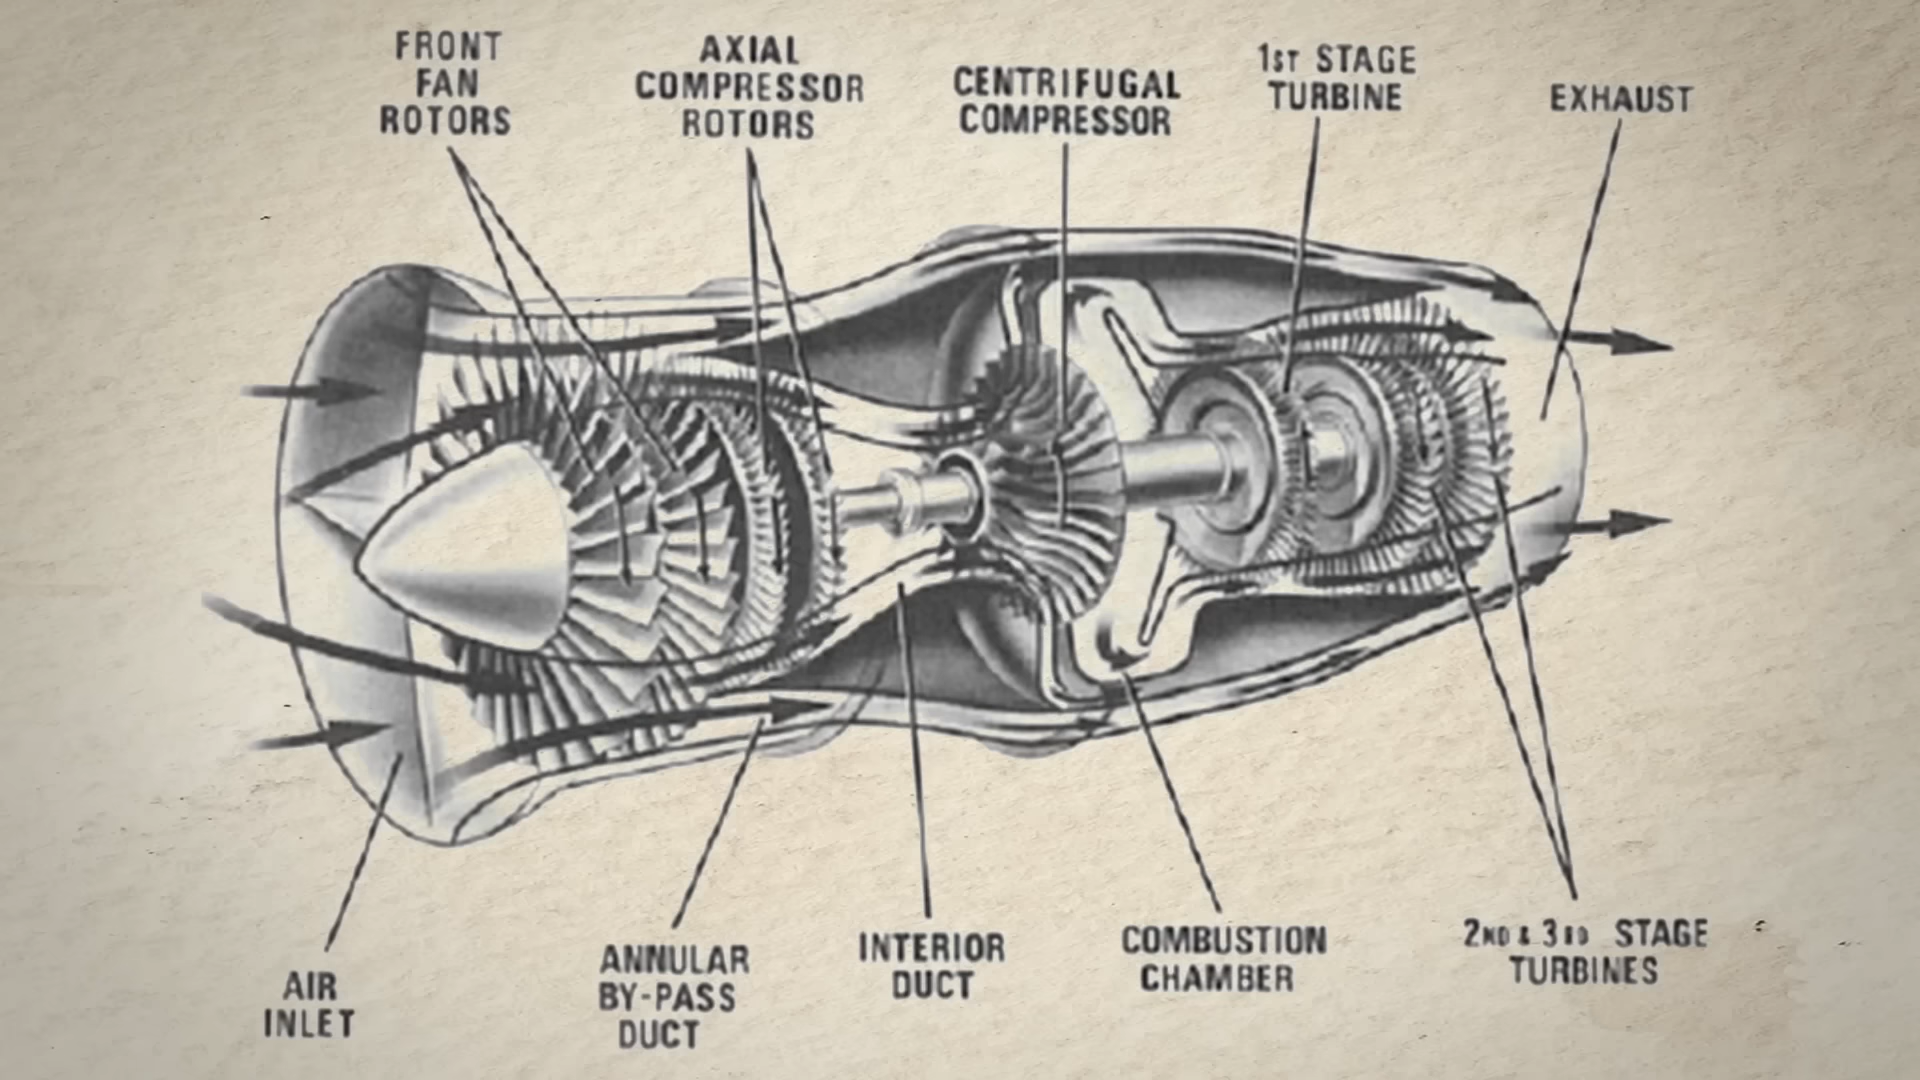 FRONT
FAN
ROTORS
AXIAL
COMPRESSOR
ROTORS
CENTRIFUGAL
COMPRESSOR
1ST STAGE
TURBINE
EXHAUST
AIR
INLET
ANNULAR
BY-PASS
DUCT
INTERIOR
DUCT
COMBUSTION
CHAMBER
2ND & 3RD STAGE
TURBINES